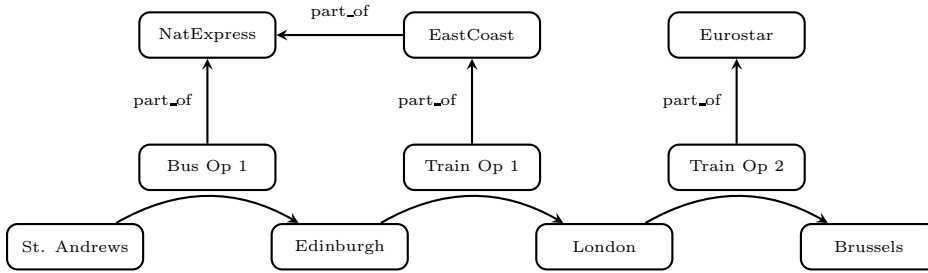 part_of
NatExpress
EastCoast
Eurostar
part_of
part_of
part_of
Bus Op 1
Train Op 1
Train Op 2
St. Andrews
Edinburgh
London
Brussels